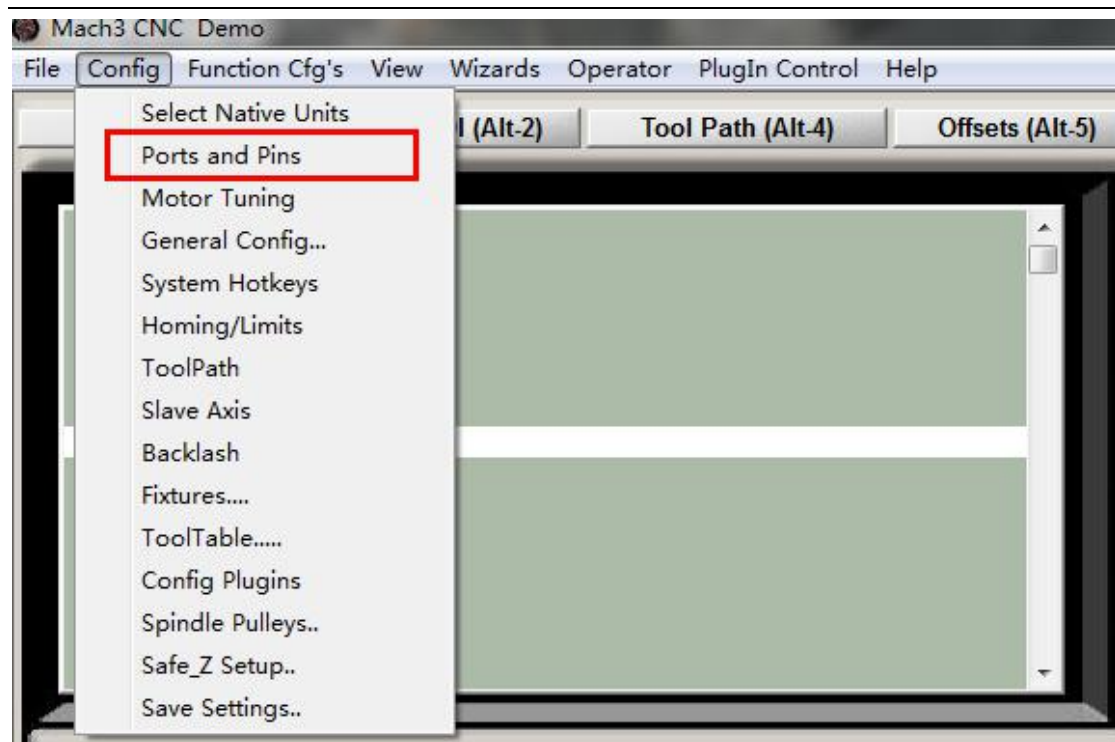 Mach3 CNC Demo
File Config Function Cfg's View Wizards Operator PlugIn Control Help
l (Alt-2) Tool Path (Alt-4) Offsets (Alt-5)
Select Native Units
Ports and Pins
Motor Tuning
General Config...
System Hotkeys
Homing/Limits
ToolPath
Slave Axis
Backlash
Fixtures....
ToolTable.....
Config Plugins
Spindle Pulleys..
Safe_Z Setup..
Save Settings..